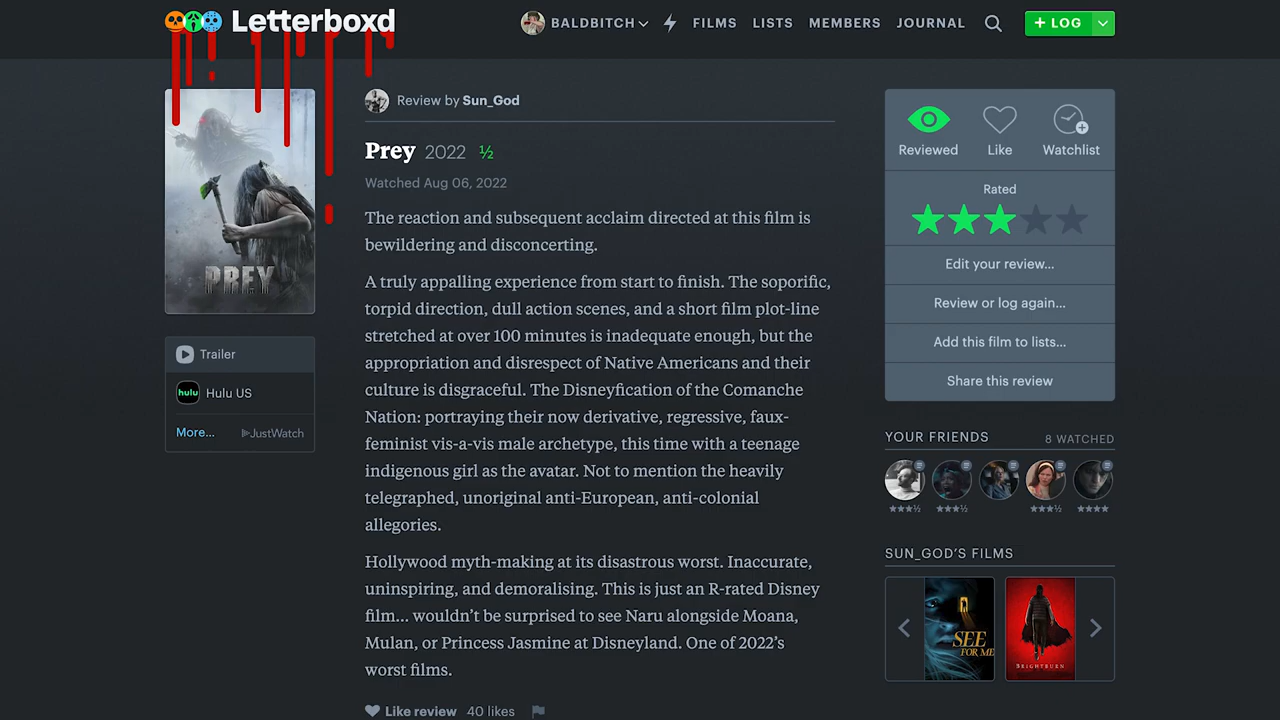 Letterboxd
BALDBITCH
FILMS
LISTS
MEMBERS
JOURNAL
+ LOG
PREY
Trailer
hulu
Hulu US
More...
JustWatch
Review by Sun_God
Prey 2022 ½
Watched Aug 06, 2022
The reaction and subsequent acclaim directed at this film is
bewildering and disconcerting.
A truly appalling experience from start to finish. The soporific,
torpid direction, dull action scenes, and a short film plot-line
stretched at over 100 minutes is inadequate enough, but the
appropriation and disrespect of Native Americans and their
culture is disgraceful. The Disneyfication of the Comanche
Nation: portraying their now derivative, regressive, faux-
feminist vis-a-vis male archetype, this time with a teenage
indigenous girl as the avatar. Not to mention the heavily
telegraphed, unoriginal anti-European, anti-colonial
allegories.
Hollywood myth-making at its disastrous worst. Inaccurate,
uninspiring, and demoralising. This is just an R-rated Disney
film... wouldn't be surprised to see Naru alongside Moana,
Mulan, or Princess Jasmine at Disneyland. One of 2022's
worst films.
Like review 40 likes
Reviewed
Like
Watchlist
Rated
★★★★★
Edit your review...
Review or log again...
Add this film to lists...
Share this review
YOUR FRIENDS
8 WATCHED
★★★½
★★★½
★★★½
★★★★
SUN_GOD'S FILMS
SEE
FOR ME
BRIGHTBURN